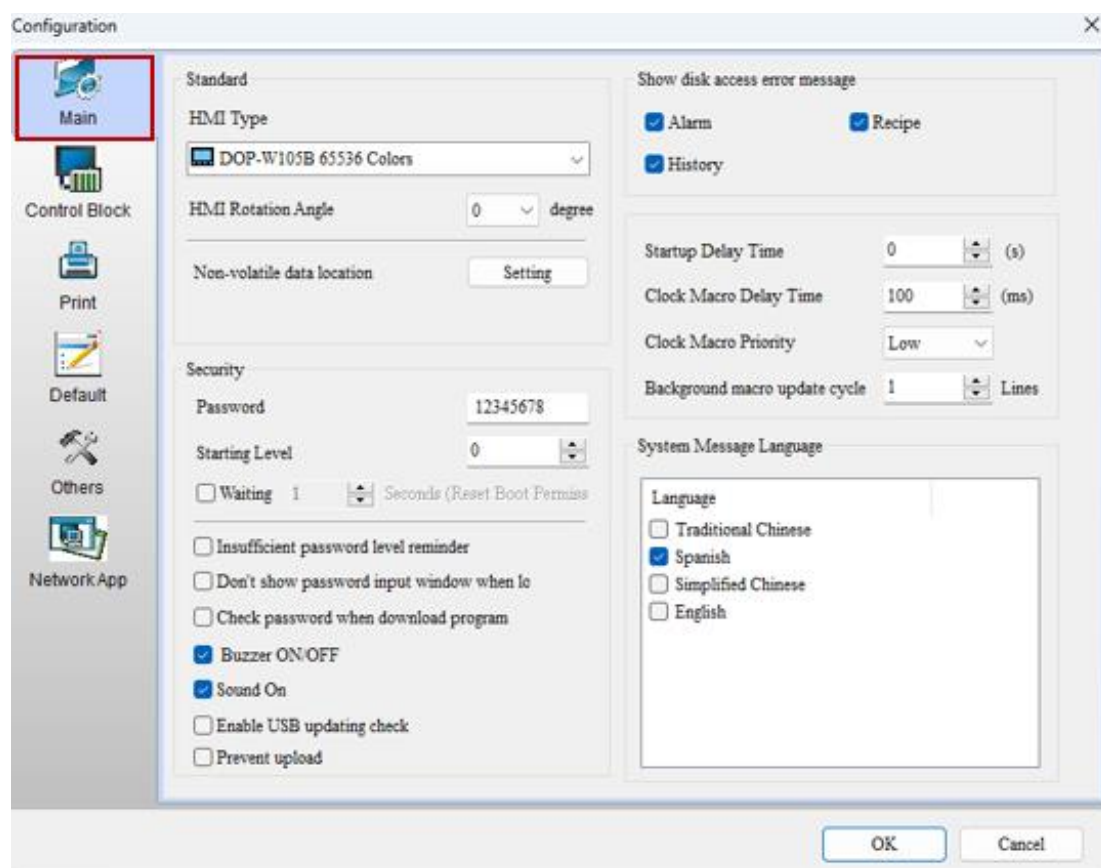 Configuration
Main
Control Block
Print
Default
Others
Network App
Standard
HMI Type
DOP-W105B 65536 Colors
HMI Rotation Angle 0 degree
Non-volatile data location Setting
Security
Password 12345678
Starting Level 0
Waiting 1 Seconds (Reset Boot Permiss
Insufficient password level reminder
Don't show password input window when lo
Check password when download program
Buzzer ON/OFF
Sound On
Enable USB updating check
Prevent upload
Show disk access error message
Alarm Recipe
History
Startup Delay Time 0 (s)
Clock Macro Delay Time 100 (ms)
Clock Macro Priority Low
Background macro update cycle 1 Lines
System Message Language
Language
Traditional Chinese
Spanish
Simplified Chinese
English
OK Cancel